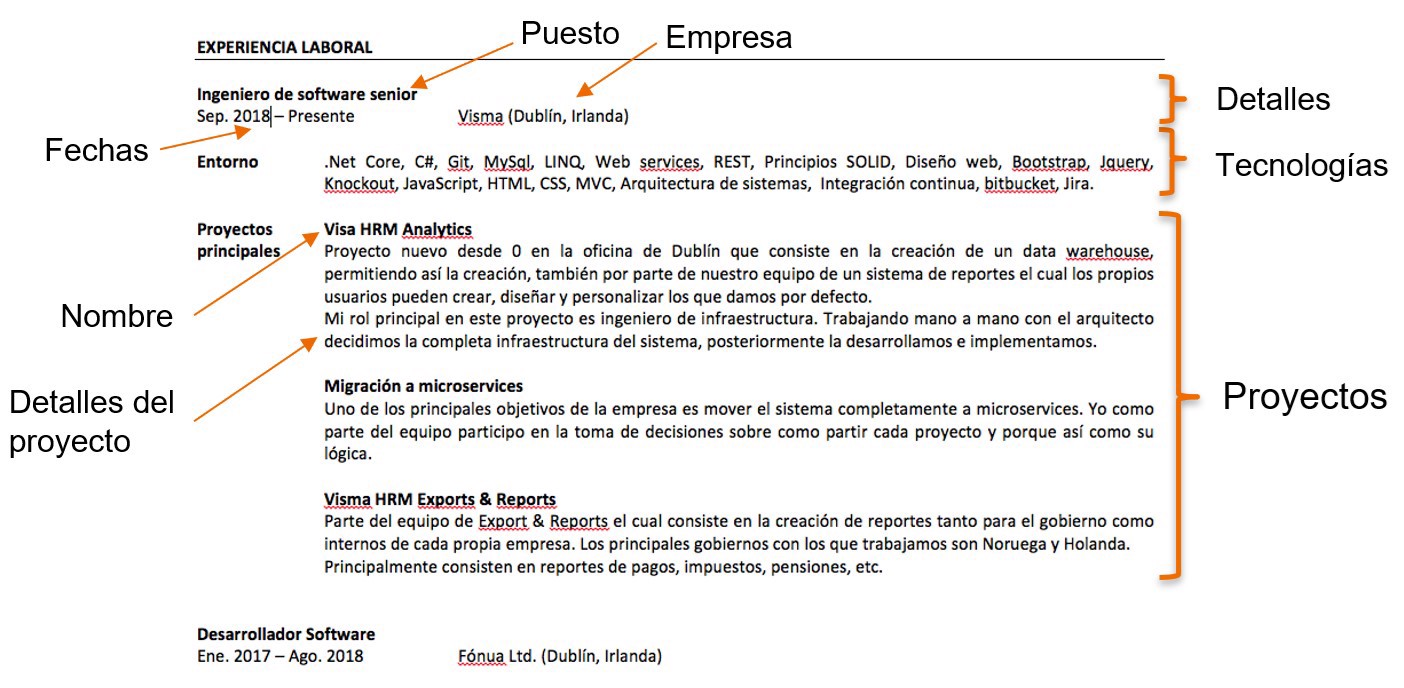 Puesto
Empresa
EXPERIENCIA LABORAL
Ingeniero de software senior
Sep. 2018 – Presente Visma (Dublín, Irlanda)
Detalles
Fechas
Entorno .Net Core, C#, Git, MySql, LINQ, Web services, REST, Principios SOLID, Diseño web, Bootstrap, Jquery,
Knockout, JavaScript, HTML, CSS, MVC, Arquitectura de sistemas, Integración continua, bitbucket, Jira.
Tecnologías
Proyectos Visa HRM Analytics
principales Proyecto nuevo desde 0 en la oficina de Dublín que consiste en la creación de un data warehouse,
permitiendo así la creación, también por parte de nuestro equipo de un sistema de reportes el cual los propios
usuarios pueden crear, diseñar y personalizar los que damos por defecto.
Nombre
Mi rol principal en este proyecto es ingeniero de infraestructura. Trabajando mano a mano con el arquitecto
decidimos la completa infraestructura del sistema, posteriormente la desarrollamos e implementamos.
Detalles del
proyecto
Migración a microservices
Uno de los principales objetivos de la empresa es mover el sistema completamente a microservices. Yo como
parte del equipo participo en la toma de decisiones sobre como partir cada proyecto y porque así como su
lógica.
Proyectos
Visma HRM Exports & Reports
Parte del equipo de Export & Reports el cual consiste en la creación de reportes tanto para el gobierno como
internos de cada propia empresa. Los principales gobiernos con los que trabajamos son Noruega y Holanda.
Principalmente consisten en reportes de pagos, impuestos, pensiones, etc.
Desarrollador Software
Ene. 2017 – Ago. 2018 Fónua Ltd. (Dublín, Irlanda)